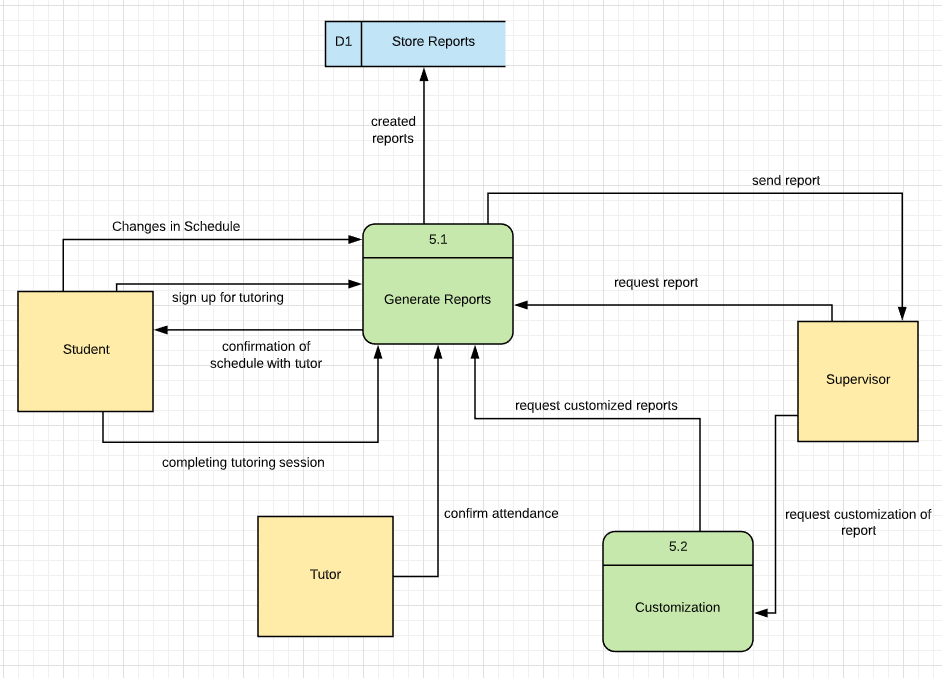 D1
Store Reports
created
reports
send report
Changes in Schedule
5.1
request report
sign up for tutoring
Generate Reports
confirmation of
schedule with tutor
Student
Supervisor
request customized reports
completing tutoring session
confirm attendance
request customization of
report
5.2
Tutor
Customization